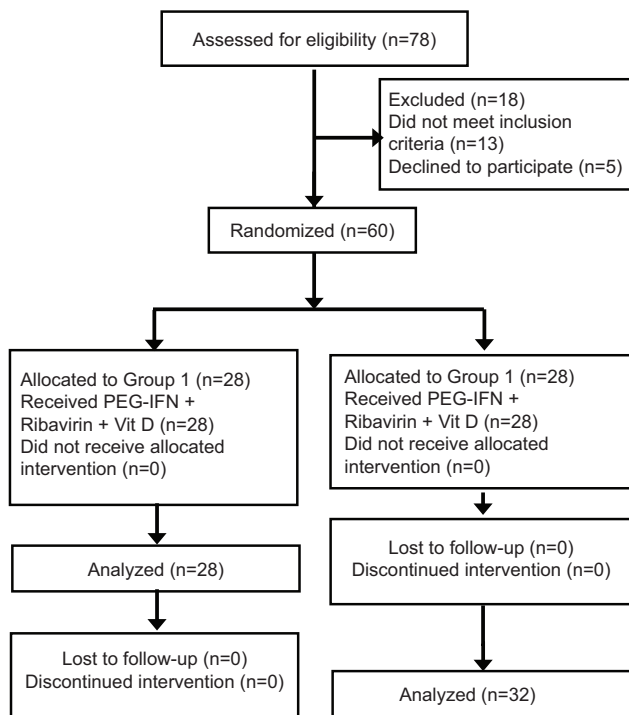 Assessed for eligibility (n=78)
Excluded (n=18)
Did not meet inclusion
criteria (n=13)
Declined to participate (n=5)
Randomized (n=60)
Allocated to Group 1 (n=28)
Received PEG-IFN +
Ribavirin + Vit D (n=28)
Did not receive allocated
intervention (n=0)
Allocated to Group 1 (n=28)
Received PEG-IFN +
Ribavirin + Vit D (n=28)
Did not receive allocated
intervention (n=0)
Analyzed (n=28)
Lost to follow-up (n=0)
Discontinued intervention (n=0)
Lost to follow-up (n=0)
Discontinued intervention (n=0)
Analyzed (n=32)